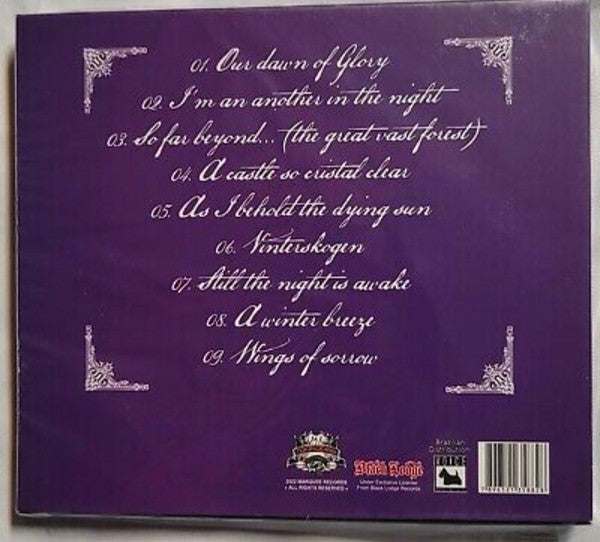 01. Our dawn of Glory
02. I'm an another in the night
03. So far beyond... (the great vast forest)
04. A castle so cristal clear
05. As I behold the dying sun
06. Vinterskogen
07. Still the night is awake
08. A winter breeze
09. Wings of sorrow
2022 MARQUEE RECORDS
• ALL RIGHTS RESERVED •
Black Lodge
Under Exclusive License
From Black Lodge Records
Brazilian
Distribution